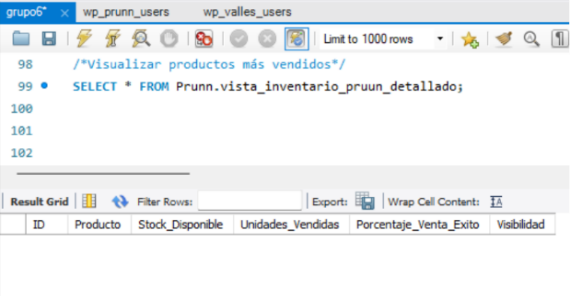 grupo6* wp_prunn_users wp_valles_users
Limit to 1000 rows
98 /*Visualizar productos más vendidos*/
99 SELECT * FROM Prunn.vista_inventario_pruun_detallado;
100
101
102
Result Grid Filter Rows: Export: Wrap Cell Content:
ID Producto Stock_Disponible Unidades_Vendidas Porcentaje_Venta_Exito Visibilidad